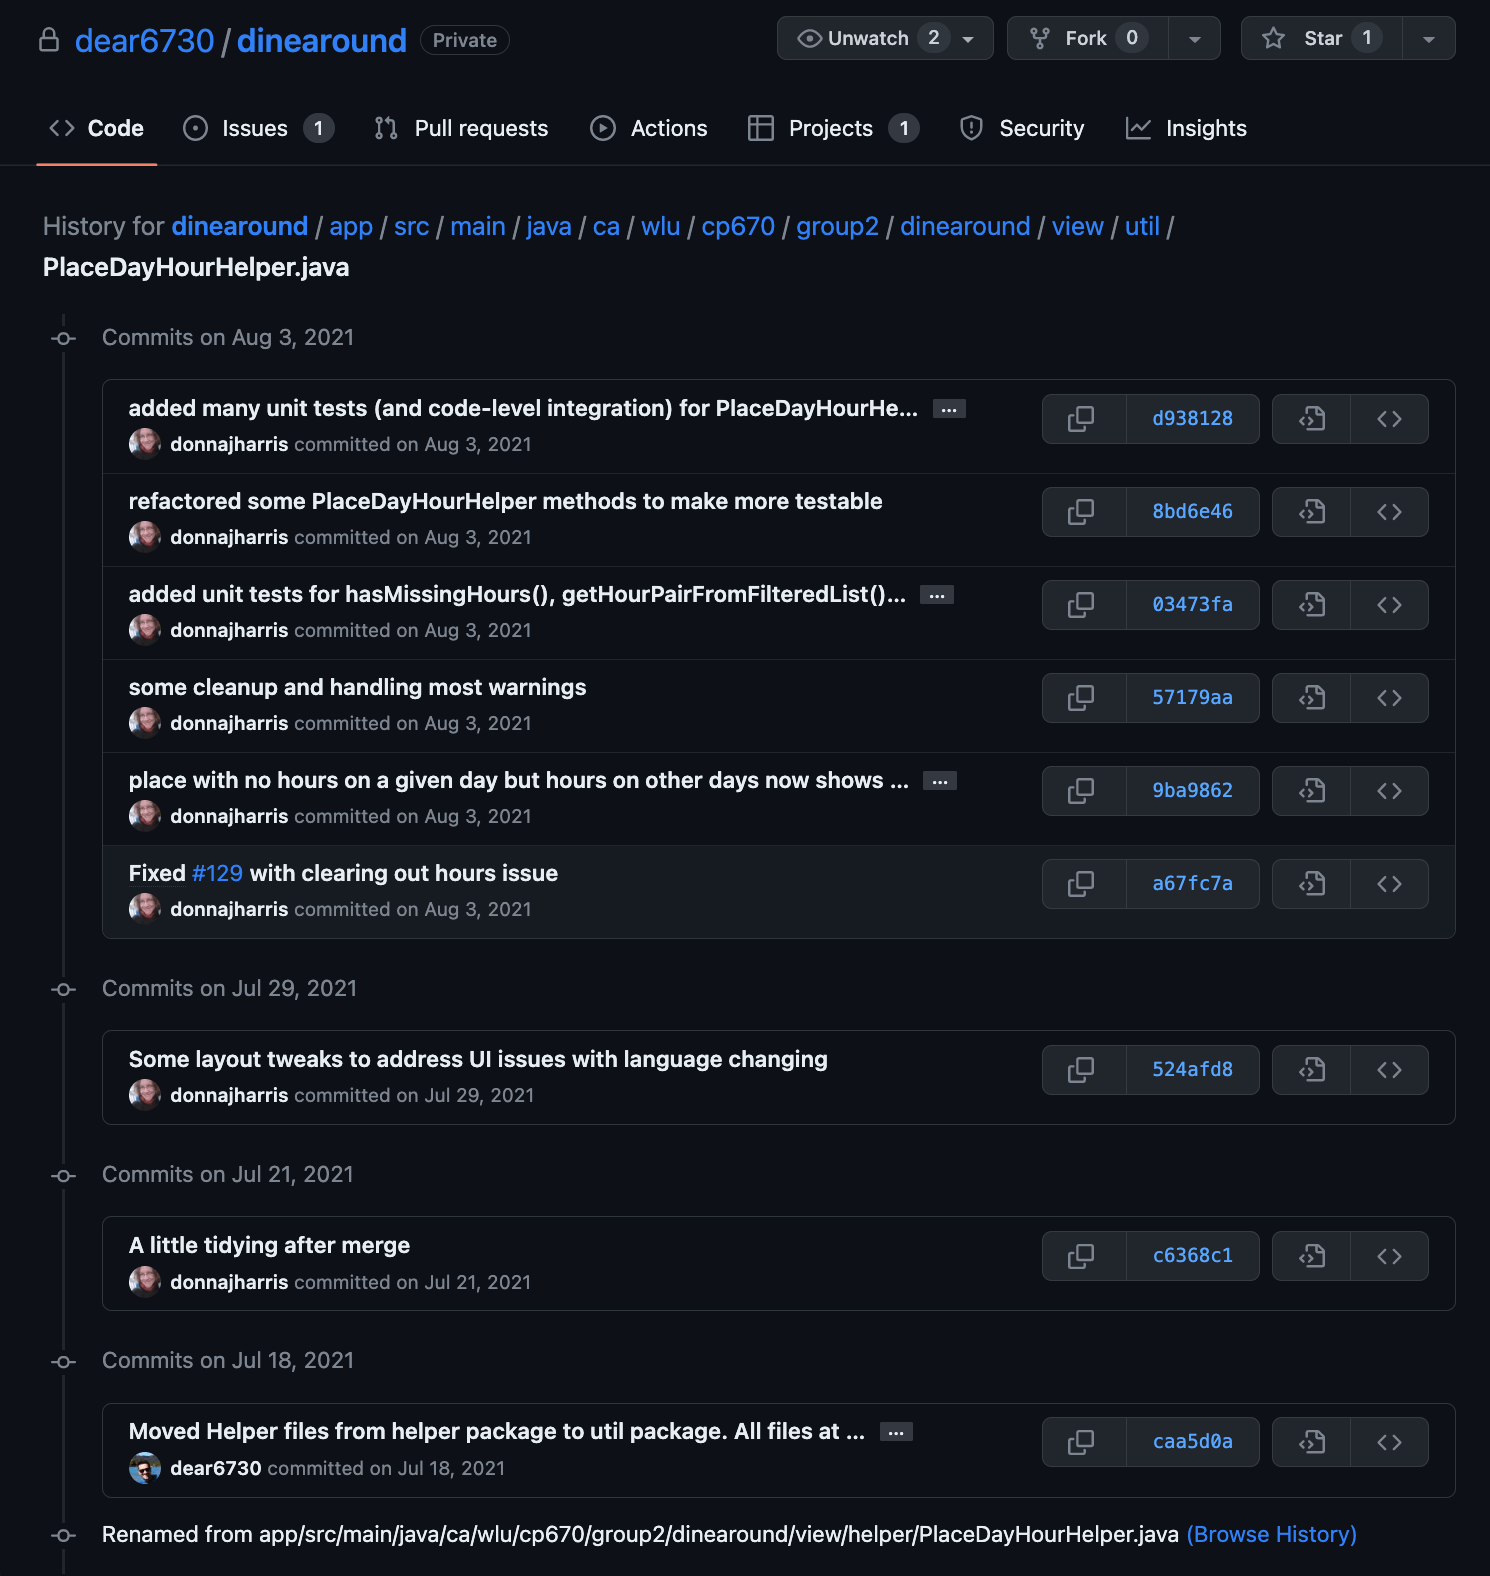 dear6730 / dinearound Private
Unwatch 2
Fork 0
Star 1
Code
Issues 1
Pull requests
Actions
Projects 1
Security
Insights
History for dinearound / app / src / main / java / ca / wlu / cp670 / group2 / dinearound / view / util /
PlaceDayHourHelper.java
Commits on Aug 3, 2021
added many unit tests (and code-level integration) for PlaceDayHourHe... …
donnajharris committed on Aug 3, 2021
d938128
refactored some PlaceDayHourHelper methods to make more testable
donnajharris committed on Aug 3, 2021
8bd6e46
added unit tests for hasMissingHours(), getHourPairFromFilteredList()... …
donnajharris committed on Aug 3, 2021
03473fa
some cleanup and handling most warnings
donnajharris committed on Aug 3, 2021
57179aa
place with no hours on a given day but hours on other days now shows ... …
donnajharris committed on Aug 3, 2021
9ba9862
Fixed #129 with clearing out hours issue
donnajharris committed on Aug 3, 2021
a67fc7a
Commits on Jul 29, 2021
Some layout tweaks to address UI issues with language changing
donnajharris committed on Jul 29, 2021
524afd8
Commits on Jul 21, 2021
A little tidying after merge
donnajharris committed on Jul 21, 2021
c6368c1
Commits on Jul 18, 2021
Moved Helper files from helper package to util package. All files at ... …
dear6730 committed on Jul 18, 2021
caa5d0a
Renamed from app/src/main/java/ca/wlu/cp670/group2/dinearound/view/helper/PlaceDayHourHelper.java (Browse History)